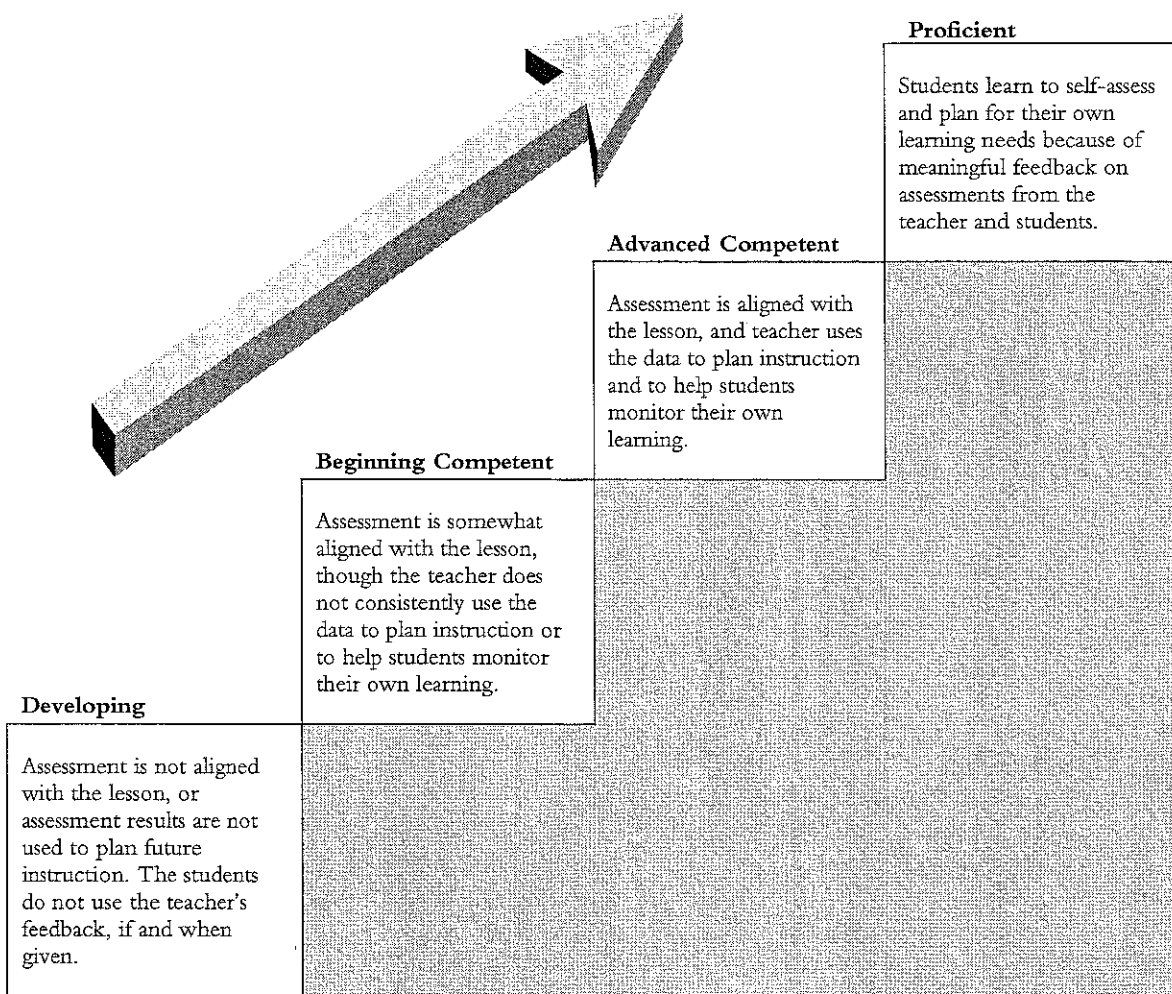 Proficient
Students learn to self-assess
and plan for their own
learning needs because of
meaningful feedback on
assessments from the
teacher and students.
Advanced Competent
Assessment is aligned with
the lesson, and teacher uses
the data to plan instruction
and to help students
monitor their own
learning.
Beginning Competent
Assessment is somewhat
aligned with the lesson,
though the teacher does
not consistently use the
data to plan instruction or
to help students monitor
their own learning.
Developing
Assessment is not aligned
with the lesson, or
assessment results are not
used to plan future
instruction. The students
do not use the teacher's
feedback, if and when
given.